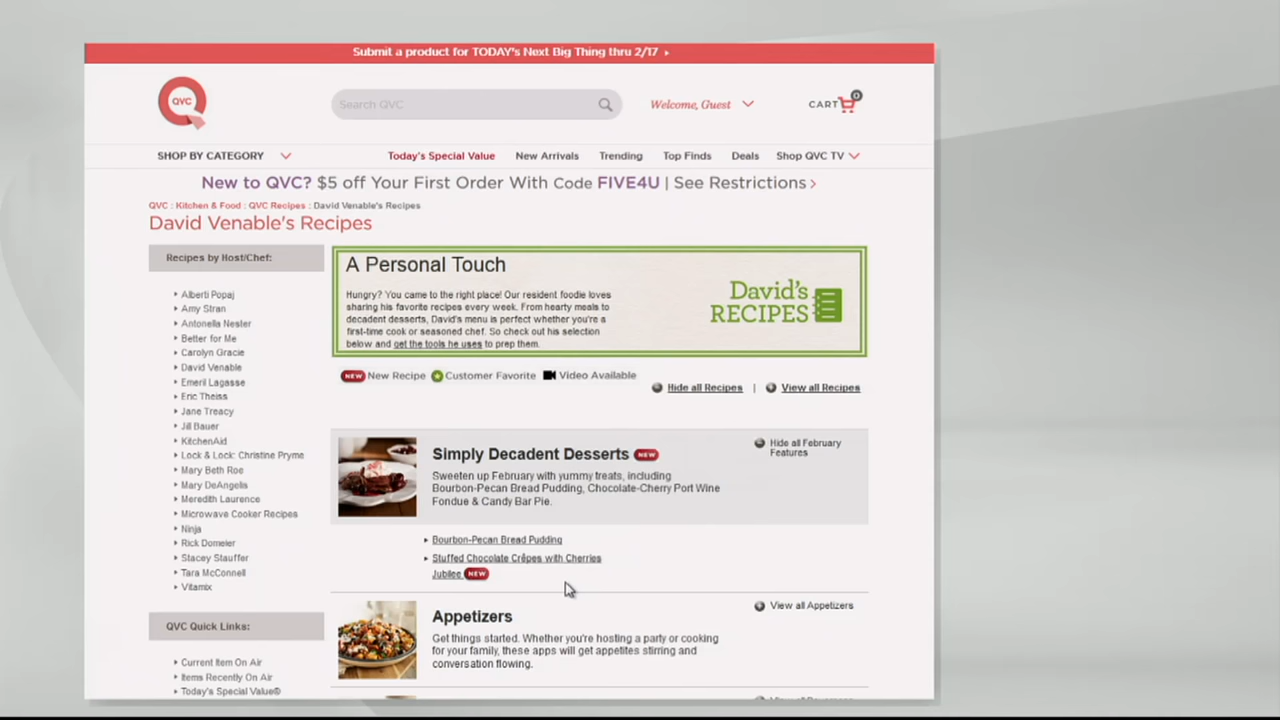 Submit a product for TODAY's Next Big Thing thru 2/17
QVC
Search QVC
Welcome, Guest
CART
0
SHOP BY CATEGORY
Today's Special Value
New Arrivals
Trending
Top Finds
Deals
Shop QVC TV
New to QVC? $5 off Your First Order With Code FIVE4U | See Restrictions
QVC : Kitchen & Food : QVC Recipes : David Venable's Recipes
David Venable's Recipes
Recipes by Host/Chef:
Alberti Popaj
Amy Stran
Antonella Nester
Better for Me
Carolyn Gracie
David Venable
Emeril Lagasse
Eric Theiss
Jane Treacy
Jill Bauer
KitchenAid
Lock & Lock: Christine Pryme
Mary Beth Roe
Mary DeAngelis
Meredith Laurence
Microwave Cooker Recipes
Ninja
Rick Domeier
Stacey Stauffer
Tara McConnell
Vitamix
QVC Quick Links:
Current Item On Air
Items Recently On Air
Today's Special Value®
A Personal Touch
Hungry? You came to the right place! Our resident foodie loves
sharing his favorite recipes every week. From hearty meals to
decadent desserts, David's menu is perfect whether you're a
first-time cook or seasoned chef. So check out his selection
below and get the tools he uses to prep them.
David's
RECIPES
NEW New Recipe
Customer Favorite
Video Available
Hide all Recipes | View all Recipes
Simply Decadent Desserts NEW
Sweeten up February with yummy treats, including
Bourbon-Pecan Bread Pudding, Chocolate-Cherry Port Wine
Fondue & Candy Bar Pie.
Hide all February
Features
Bourbon-Pecan Bread Pudding
Stuffed Chocolate Crêpes with Cherries
Jubilee NEW
Appetizers
Get things started. Whether you're hosting a party or cooking
for your family, these apps will get appetites stirring and
conversation flowing.
View all Appetizers